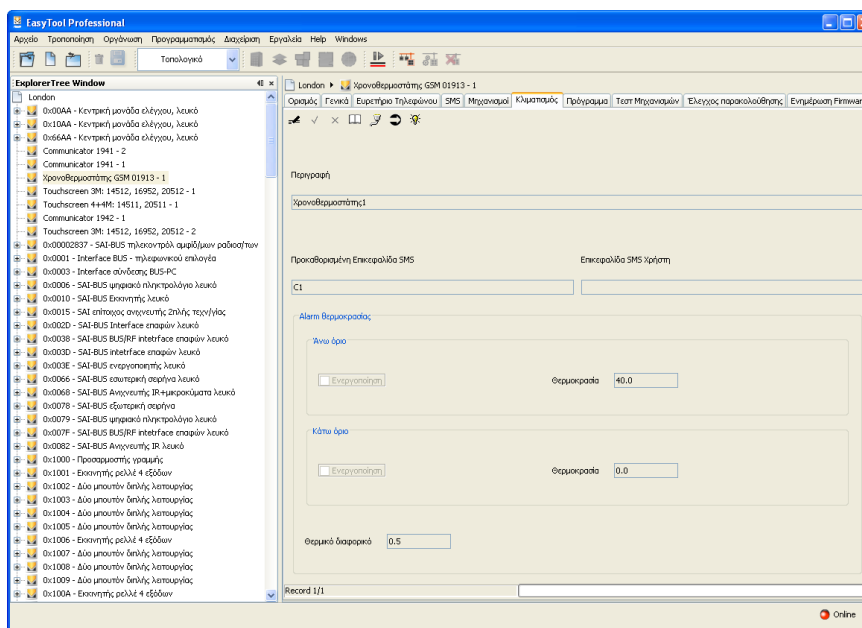 EasyTool Professional
Αρχείο Τροποποίηση Οργάνωση Προγραμματισμός Διαχείριση Εργαλεία Help Windows
Τοπολογικό
ExplorerTree Window
London
0x00AA - Κεντρική μονάδα ελέγχου, λευκό
0x10AA - Κεντρική μονάδα ελέγχου, λευκό
0x66AA - Κεντρική μονάδα ελέγχου, λευκό
Communicator 1941 - 2
Communicator 1941 - 1
Χρονοθερμοστάτης GSM 01913 - 1
Touchscreen 3M: 14512, 16952, 20512 - 1
Touchscreen 4+4M: 14511, 20511 - 1
Communicator 1942 - 1
Touchscreen 3M: 14512, 16952, 20512 - 2
0x00002837 - SAI-BUS τηλεκοντρόλ αμφίδ/μων ραδιοσ/των
0x0001 - Interface BUS - τηλεφωνικού επιλογέα
0x0003 - Interface σύνδεσης BUS-PC
0x0006 - SAI-BUS ψηφιακό πληκτρολόγιο λευκό
0x0010 - SAI-BUS Εκκινητής λευκό
0x0015 - SAI επίτοιχος ανιχνευτής 2πλής τεχν/γίας
0x002D - SAI-BUS Interface επαφών λευκό
0x0038 - SAI-BUS BUS/RF intetrface επαφών λευκό
0x003D - SAI-BUS intetrface επαφών λευκό
0x003E - SAI-BUS ενεργοποιητής λευκό
0x0066 - SAI-BUS εσωτερική σειρήνα λευκό
0x0068 - SAI-BUS Ανιχνευτής IR+μικροκύματα λευκό
0x0078 - SAI-BUS εξωτερική σειρήνα
0x0079 - SAI-BUS ψηφιακό πληκτρολόγιο λευκό
0x007F - SAI-BUS BUS/RF intetrface επαφών λευκό
0x0082 - SAI-BUS Ανιχνευτής IR λευκό
0x1000 - Προσαρμοστής γραμμής
0x1001 - Εκκινητής ρελλέ 4 εξόδων
0x1002 - Δύο μπουτόν διπλής λειτουργίας
0x1003 - Δύο μπουτόν διπλής λειτουργίας
0x1004 - Δύο μπουτόν διπλής λειτουργίας
0x1005 - Δύο μπουτόν διπλής λειτουργίας
0x1006 - Εκκινητής ρελλέ 4 εξόδων
0x1007 - Δύο μπουτόν διπλής λειτουργίας
0x1008 - Δύο μπουτόν διπλής λειτουργίας
0x1009 - Δύο μπουτόν διπλής λειτουργίας
0x100A - Εκκινητής ρελλέ 4 εξόδων
London Χρονοθερμοστάτης GSM 01913 - 1
Ορισμός Γενικά Ευρετήριο Τηλεφώνου SMS Μηχανισμοί Κλιματισμός Πρόγραμμα Τεστ Μηχανισμών Έλεγχος παρακολούθησης Ενημέρωση Firmwar
Περιγραφή
Χρονοθερμοστάτης1
Προκαθορισμένη Επικεφαλίδα SMS Επικεφαλίδα SMS Χρήστη
C1
Alarm θερμοκρασίας
Άνω όριο
Ενεργοποίηση Θερμοκρασία 40.0
Κάτω όριο
Ενεργοποίηση Θερμοκρασία 0.0
Θερμικό διαφορικό 0.5
Record 1/1
Online